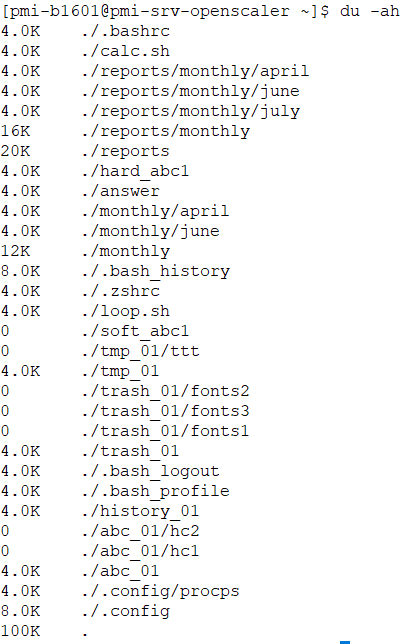 [pmi-b1601@pmi-srv-openscaler ~]$ du -ah
4.0K    ./.bashrc
4.0K    ./calc.sh
4.0K    ./reports/monthly/april
4.0K    ./reports/monthly/june
4.0K    ./reports/monthly/july
16K     ./reports/monthly
20K     ./reports
4.0K    ./hard_abc1
4.0K    ./answer
4.0K    ./monthly/april
4.0K    ./monthly/june
12K     ./monthly
8.0K    ./.bash_history
4.0K    ./.zshrc
4.0K    ./loop.sh
0       ./soft_abc1
0       ./tmp_01/ttt
4.0K    ./tmp_01
0       ./trash_01/fonts2
0       ./trash_01/fonts3
0       ./trash_01/fonts1
4.0K    ./trash_01
4.0K    ./.bash_logout
4.0K    ./.bash_profile
4.0K    ./history_01
0       ./abc_01/hc2
0       ./abc_01/hc1
4.0K    ./abc_01
4.0K    ./.config/procps
8.0K    ./.config
100K    .